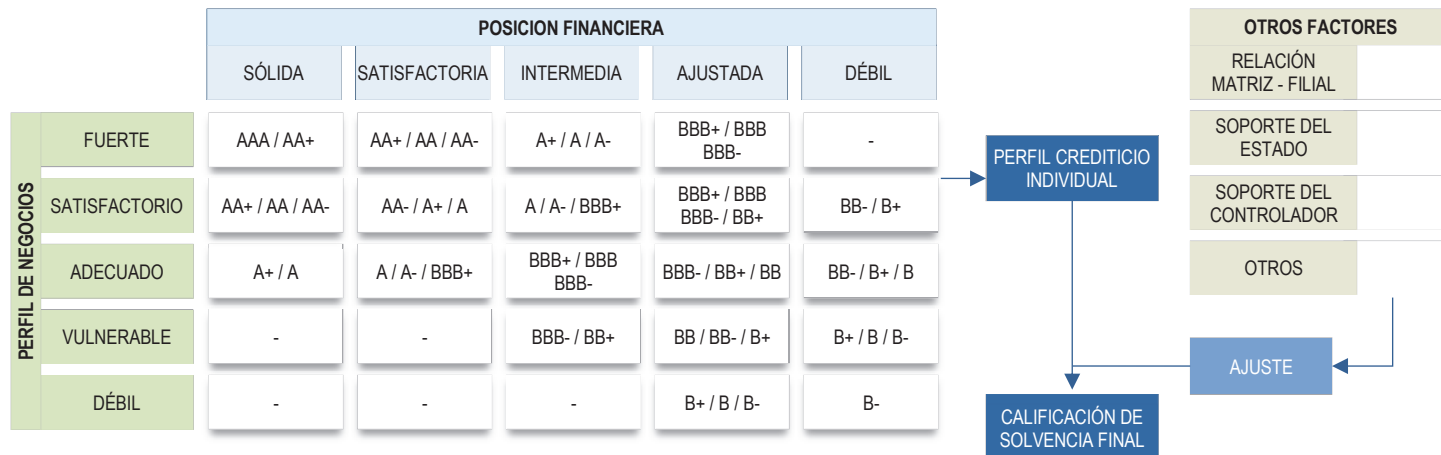 POSICION FINANCIERA
SÓLIDA
SATISFACTORIA
INTERMEDIA
AJUSTADA
DÉBIL
PERFIL DE NEGOCIOS
FUERTE
AAA / AA+
AA+ / AA / AA-
A+ / A / A-
BBB+ / BBB
BBB-
-
SATISFACTORIO
AA+ / AA / AA-
AA- / A+ / A
A / A- / BBB+
BBB+ / BBB
BBB- / BB+
BB- / B+
ADECUADO
A+ / A
A / A- / BBB+
BBB+ / BBB
BBB-
BBB- / BB+ / BB
BB- / B+ / B
VULNERABLE
-
-
BBB- / BB+
BB / BB- / B+
B+ / B / B-
DÉBIL
-
-
-
B+ / B / B-
B-
PERFIL CREDITICIO
INDIVIDUAL
CALIFICACIÓN DE
SOLVENCIA FINAL
OTROS FACTORES
RELACIÓN
MATRIZ - FILIAL
SOPORTE DEL
ESTADO
SOPORTE DEL
CONTROLADOR
OTROS
AJUSTE